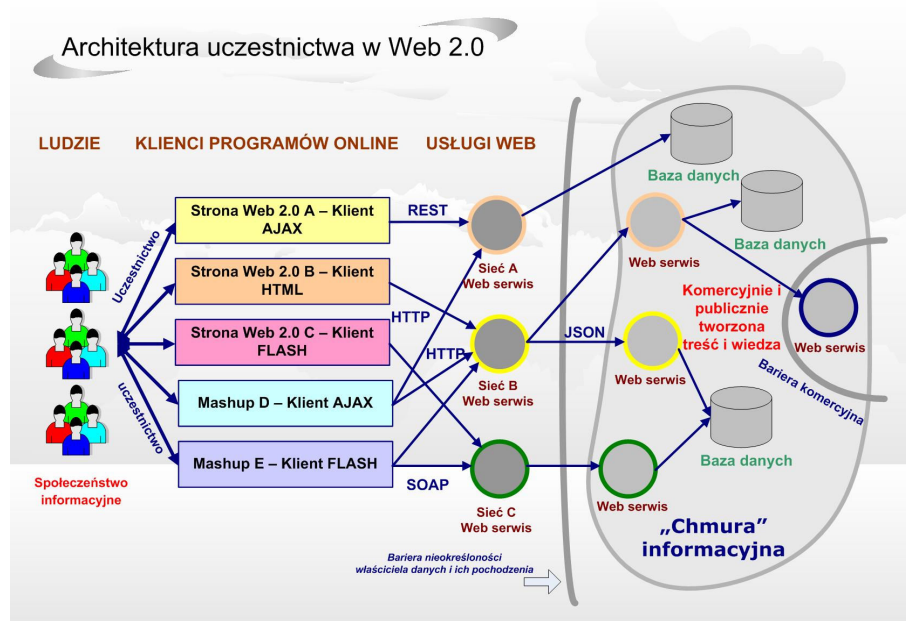 Architektura uczestnictwa w Web 2.0
LUDZIE
KLIENCI PROGRAMÓW ONLINE
USŁUGI WEB
Baza danych
Strona Web 2.0 A – Klient
AJAX
REST
Baza danych
Uczestnictwo
Sieć A
Web serwis
Web serwis
Strona Web 2.0 B – Klient
HTML
Komercyjnie i
publicznie
tworzona
treść i wiedza
HTTP
Strona Web 2.0 C – Klient
FLASH
HTTP
JSON
Web serwis
Sieć B
Web serwis
Web serwis
Bariera komercyjna
uczestnictwo
Mashup D – Klient AJAX
Mashup E – Klient FLASH
Baza danych
SOAP
Społeczeństwo
informacyjne
Sieć C
Web serwis
Web serwis
„Chmura”
informacyjna
Bariera nieokreśloności
właściciela danych i ich pochodzenia